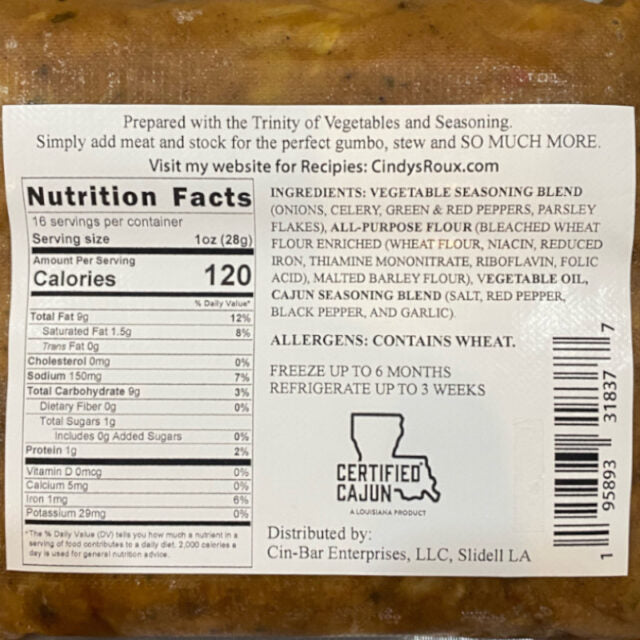 Prepared with the Trinity of Vegetables and Seasoning.
Simply add meat and stock for the perfect gumbo, stew and SO MUCH MORE.
Visit my website for Recipies: CindysRoux.com
Nutrition Facts
16 servings per container
Serving size 1oz (28g)
Amount Per Serving
Calories 120
% Daily Value*
Total Fat 9g 12%
Saturated Fat 1.5g 8%
Trans Fat 0g
Cholesterol 0mg 0%
Sodium 150mg 7%
Total Carbohydrate 9g 3%
Dietary Fiber 0g 0%
Total Sugars 1g
Includes 0g Added Sugars 0%
Protein 1g 2%
Vitamin D 0mcg 0%
Calcium 5mg 0%
Iron 1mg 6%
Potassium 29mg 0%
*The % Daily Value (DV) tells you how much a nutrient in a
serving of food contributes to a daily diet. 2,000 calories a
day is used for general nutrition advice.
INGREDIENTS: VEGETABLE SEASONING BLEND
(ONIONS, CELERY, GREEN & RED PEPPERS, PARSLEY
FLAKES), ALL-PURPOSE FLOUR (BLEACHED WHEAT
FLOUR ENRICHED (WHEAT FLOUR, NIACIN, REDUCED
IRON, THIAMINE MONONITRATE, RIBOFLAVIN, FOLIC
ACID), MALTED BARLEY FLOUR), VEGETABLE OIL,
CAJUN SEASONING BLEND (SALT, RED PEPPER,
BLACK PEPPER, AND GARLIC).
ALLERGENS: CONTAINS WHEAT.
FREEZE UP TO 6 MONTHS
REFRIGERATE UP TO 3 WEEKS
CERTIFIED
CAJUN
A LOUISIANA PRODUCT
Distributed by:
Cin-Bar Enterprises, LLC, Slidell LA
1 95893 31837 7